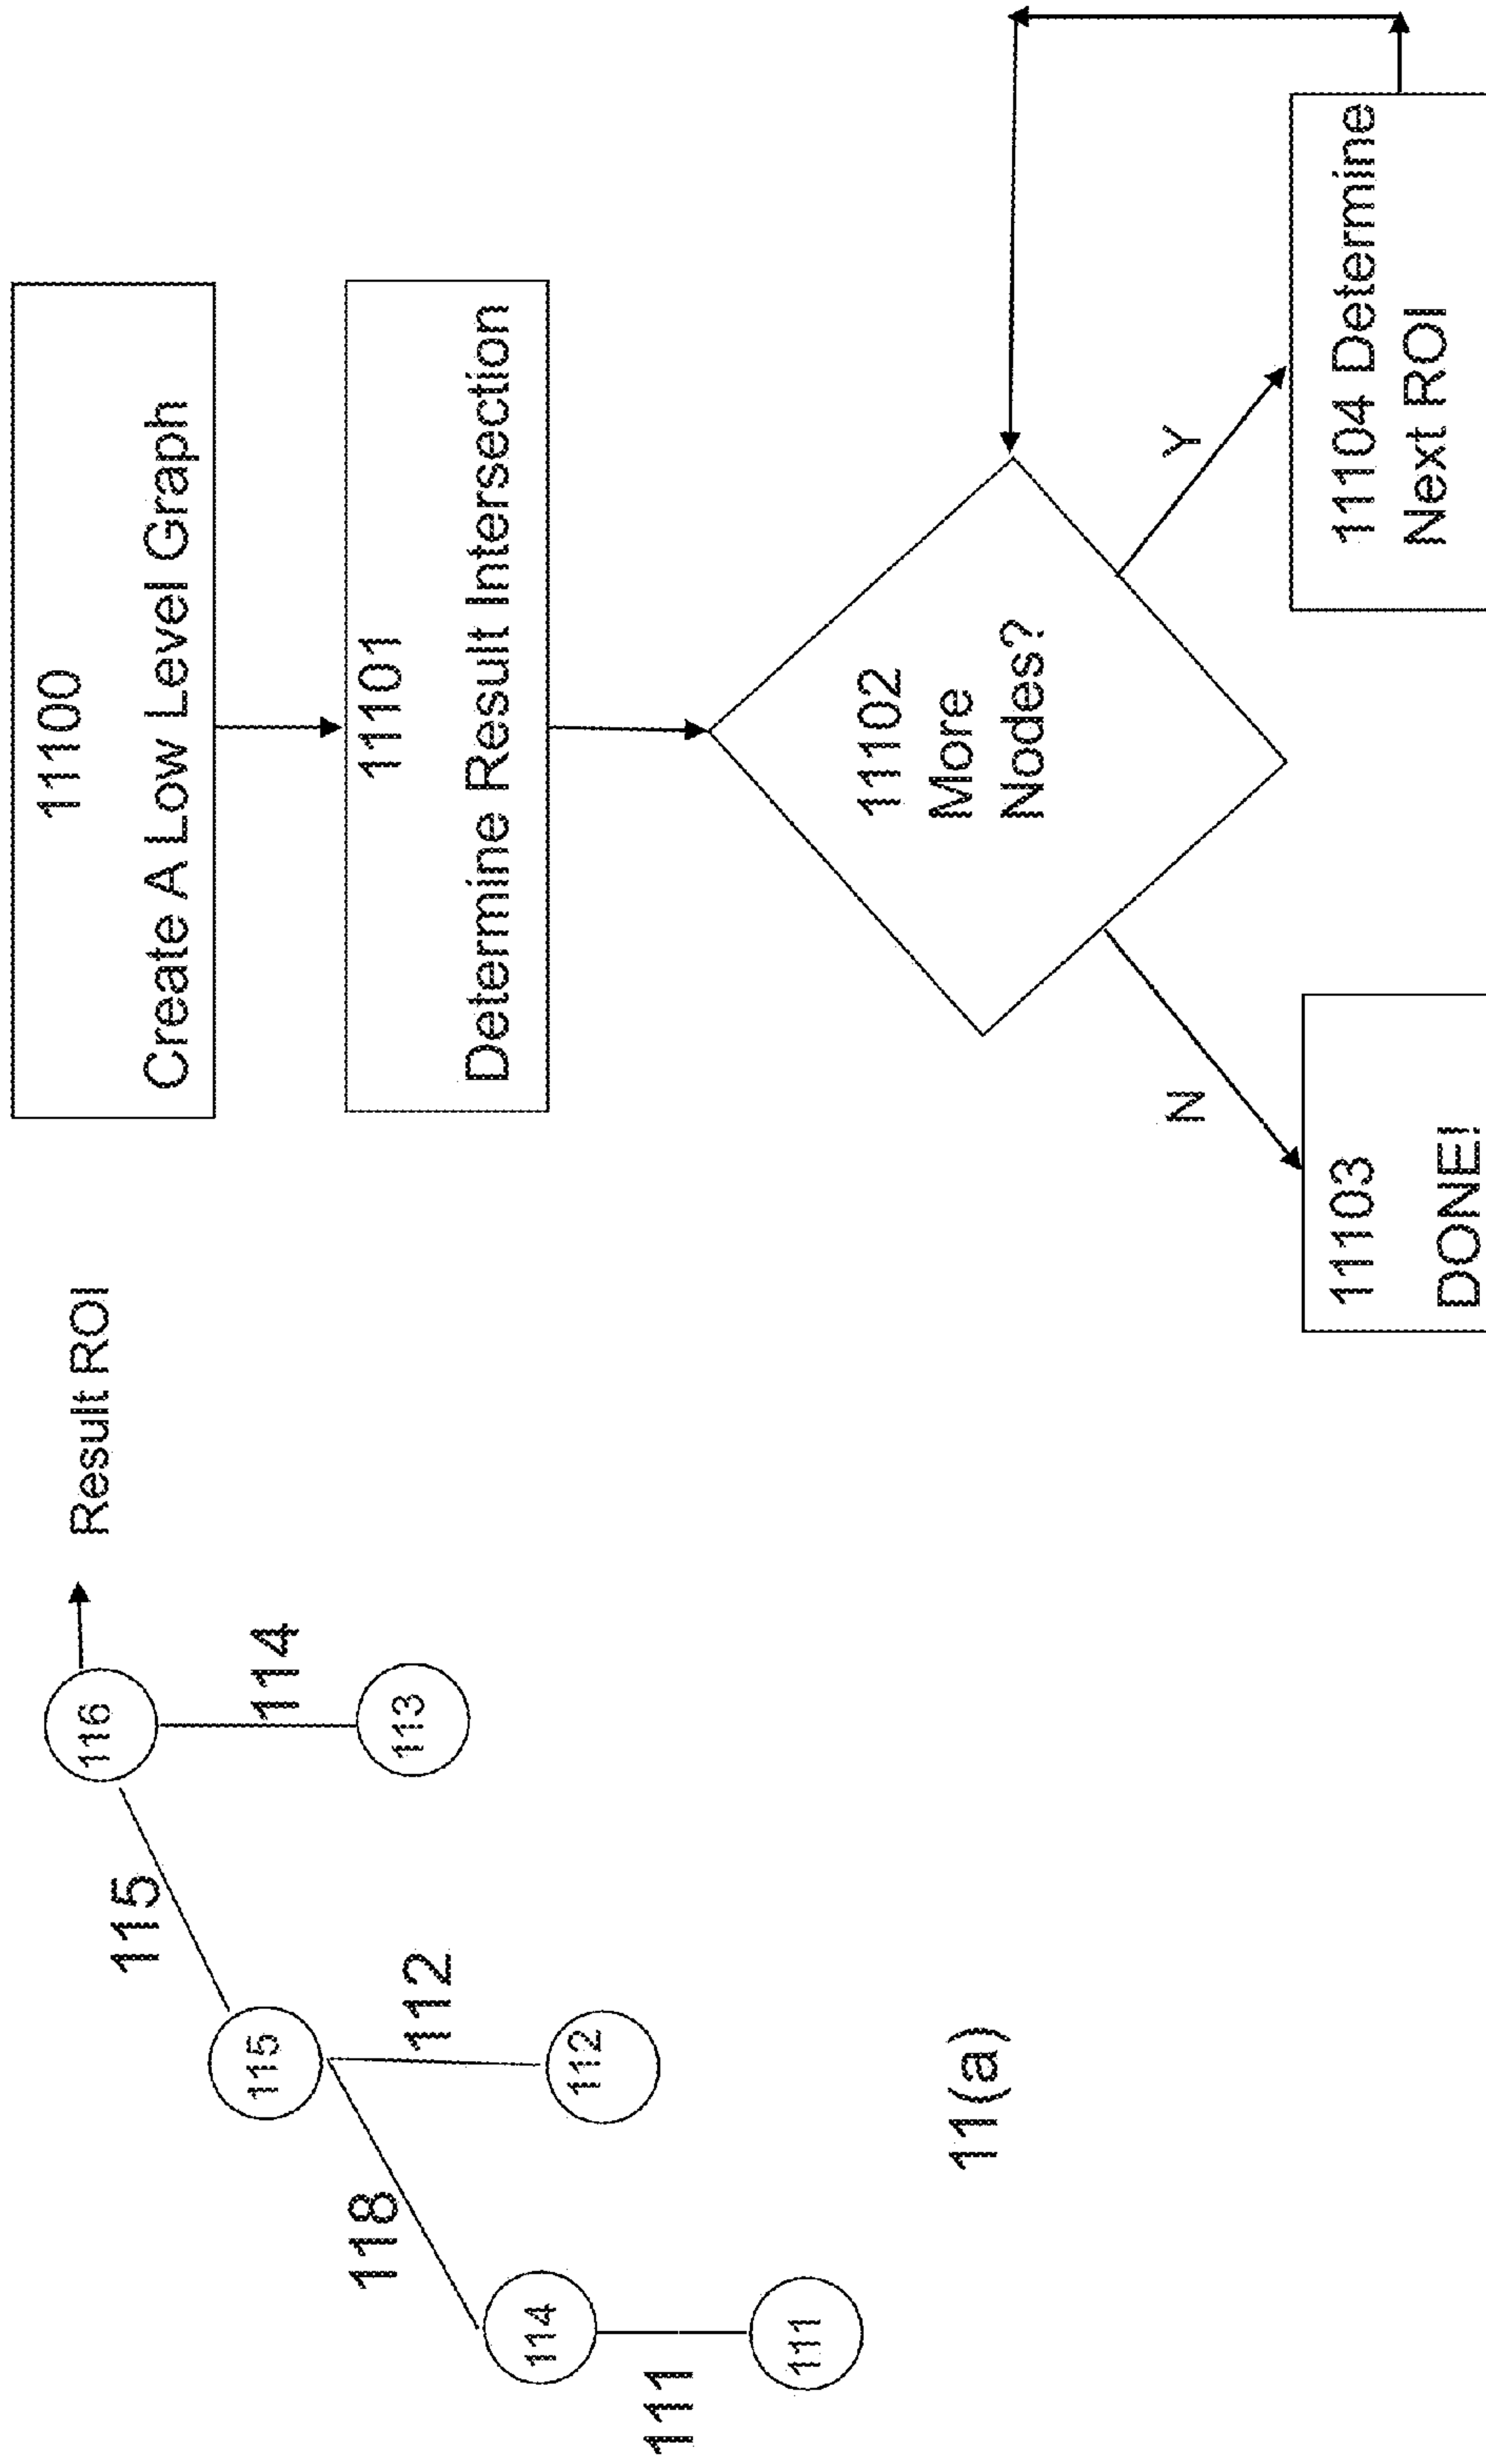 Result ROI
116
115
114
115
113
118
112
114
112
111
111
11(a)
11100
Create A Low Level Graph
11101
Determine Result Intersection
11102
More
Nodes?
N
Y
11103
DONE!
11104 Determine
Next ROI